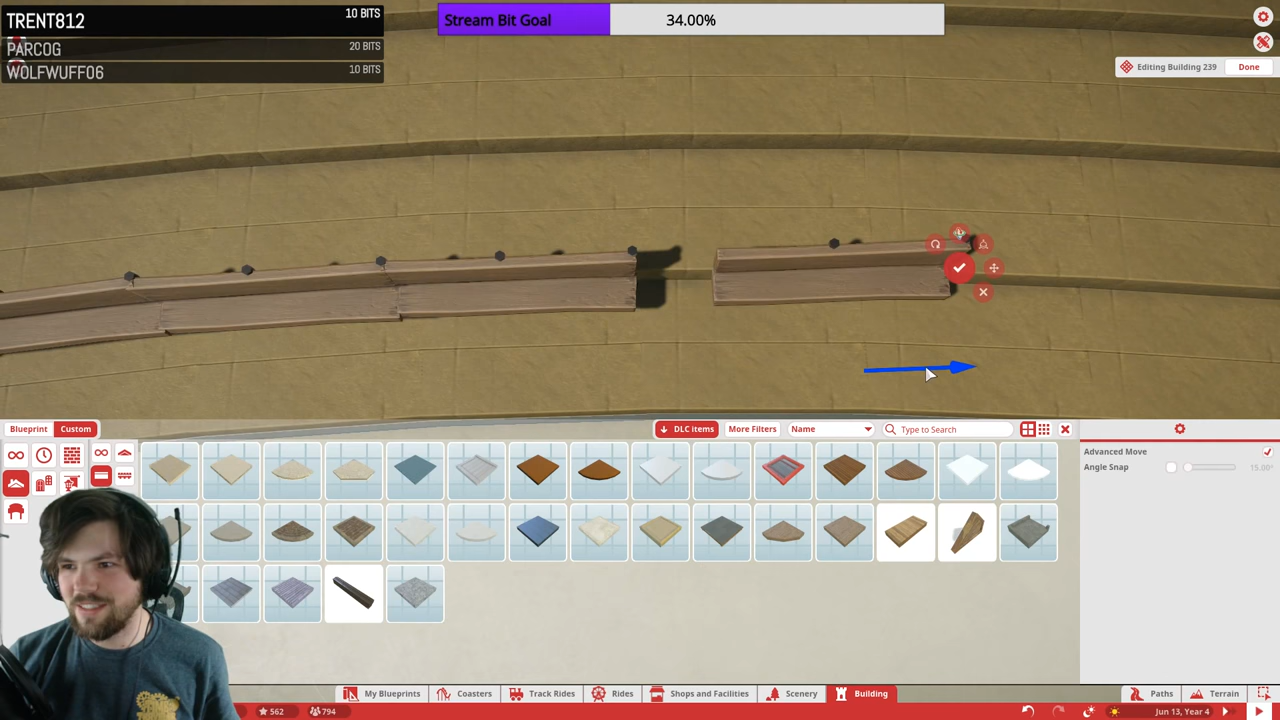 TRENT812 10 BITS
PARCOG 20 BITS
WOLFWUFF06 10 BITS
Stream Bit Goal 34.00%
Editing Building 239 Done
Blueprint Custom
DLC items More Filters Name Type to Search
Advanced Move
Angle Snap 15.00°
My Blueprints Coasters Track Rides Rides Shops and Facilities Scenery Building Paths Terrain
562 794 Jun 13, Year 4